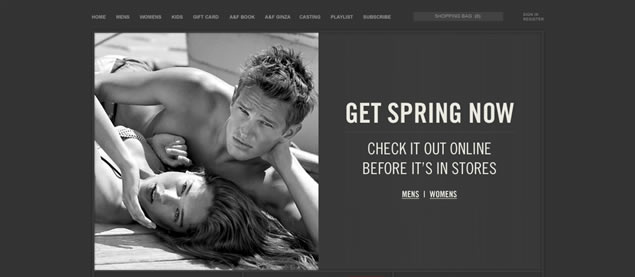 HOME MENS WOMENS KIDS GIFT CARD A&F BOOK A&F GINZA CASTING PLAYLIST SUBSCRIBE SHOPPING BAG (0) SIGN IN
REGISTER
GET SPRING NOW
CHECK IT OUT ONLINE
BEFORE IT'S IN STORES
MENS | WOMENS